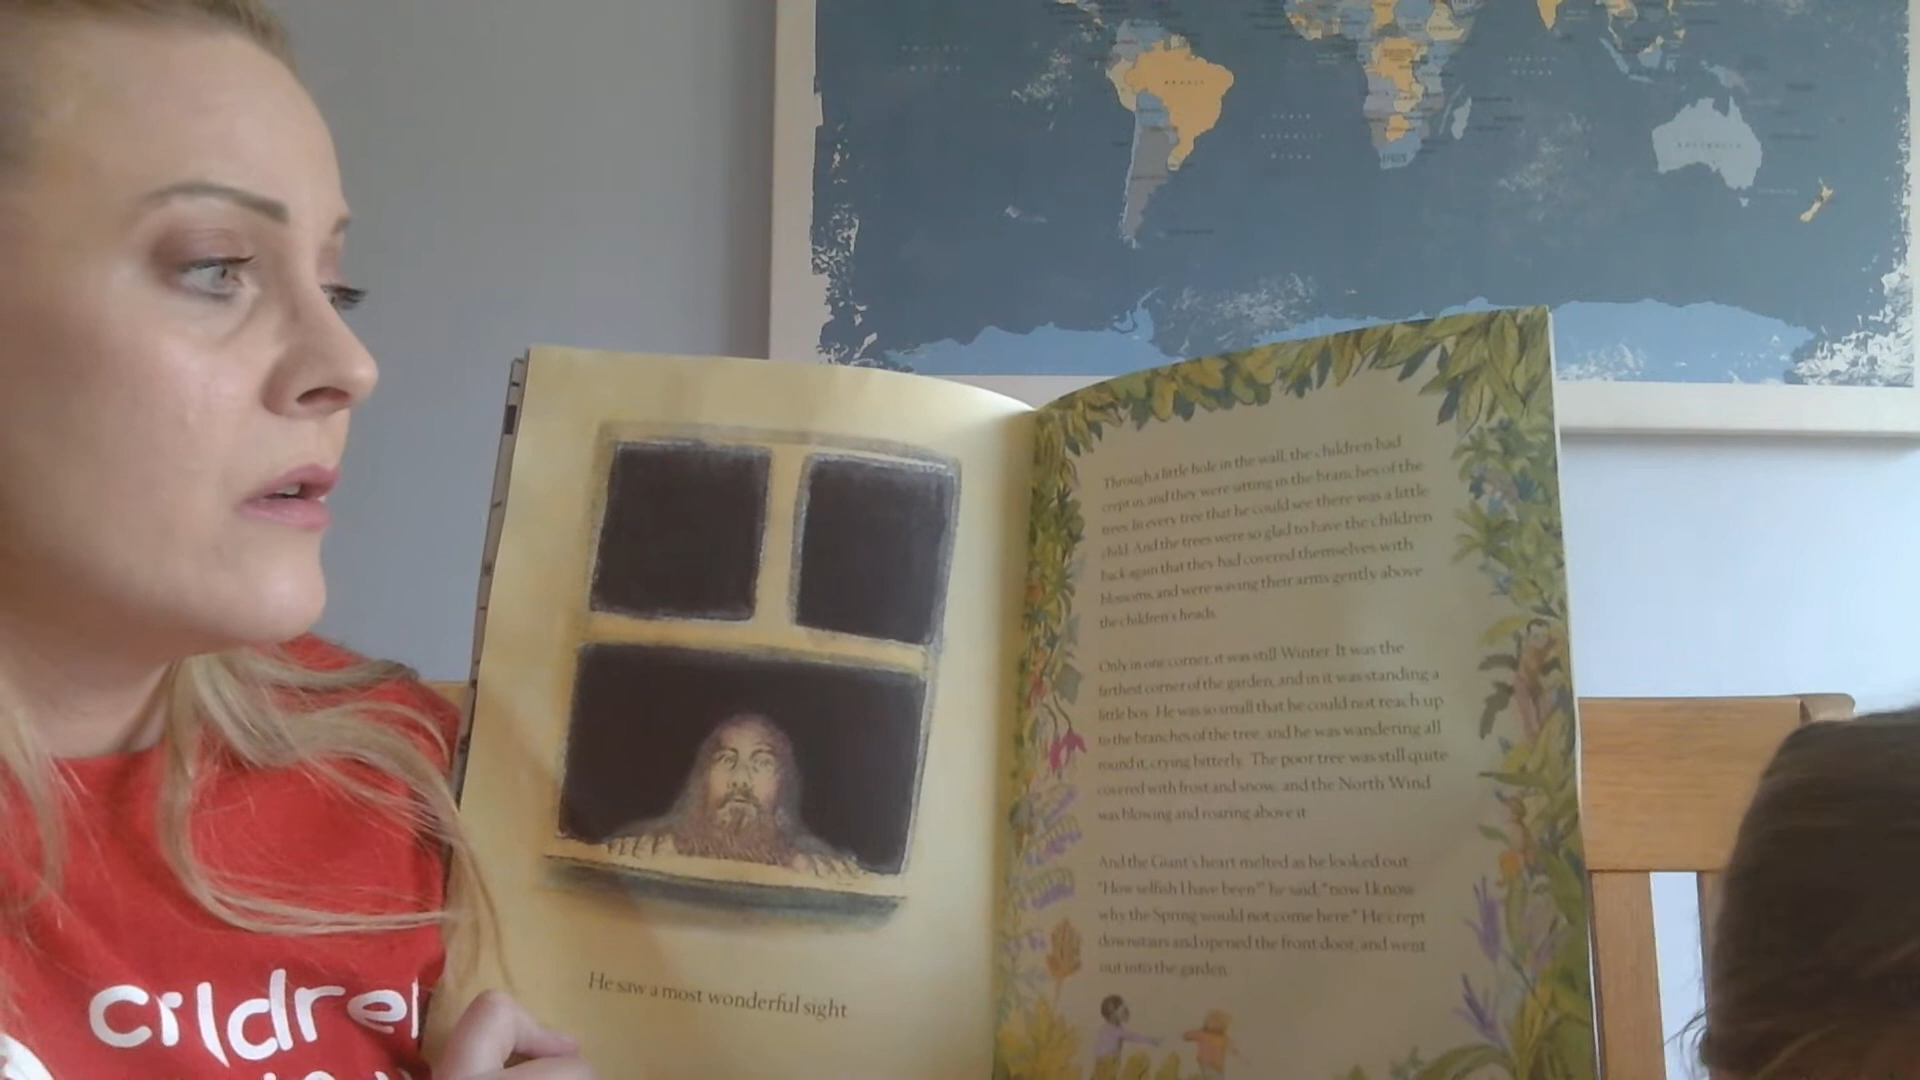 BRAZIL
AUSTRALIA
Through a little hole in the wall, the children had
crept in, and they were sitting in the branches of the
trees. In every tree that he could see there was a little
child. And the trees were so glad to have the children
back again that they had covered themselves with
blossoms, and were waving their arms gently above
the children's heads.
Only in one corner, it was still Winter. It was the
farthest corner of the garden, and in it was standing a
little boy. He was so small that he could not reach up
to the branches of the tree, and he was wandering all
round it, crying bitterly. The poor tree was still quite
covered with frost and snow, and the North Wind
was blowing and roaring above it.
And the Giant's heart melted as he looked out.
"How selfish I have been!" he said; "now I know
why the Spring would not come here." He crept
downstairs and opened the front door, and went
out into the garden.
He saw a most wonderful sight
children